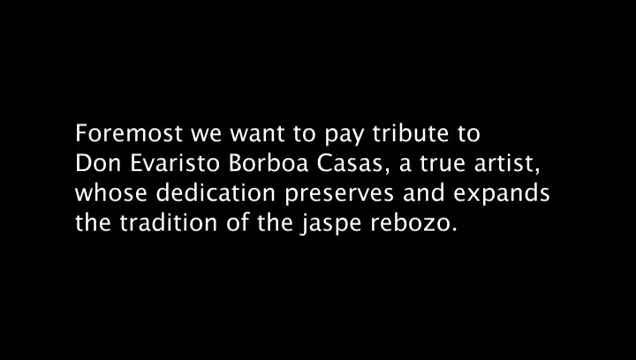 Foremost we want to pay tribute to
Don Evaristo Borboa Casas, a true artist,
whose dedication preserves and expands
the tradition of the jaspe rebozo.